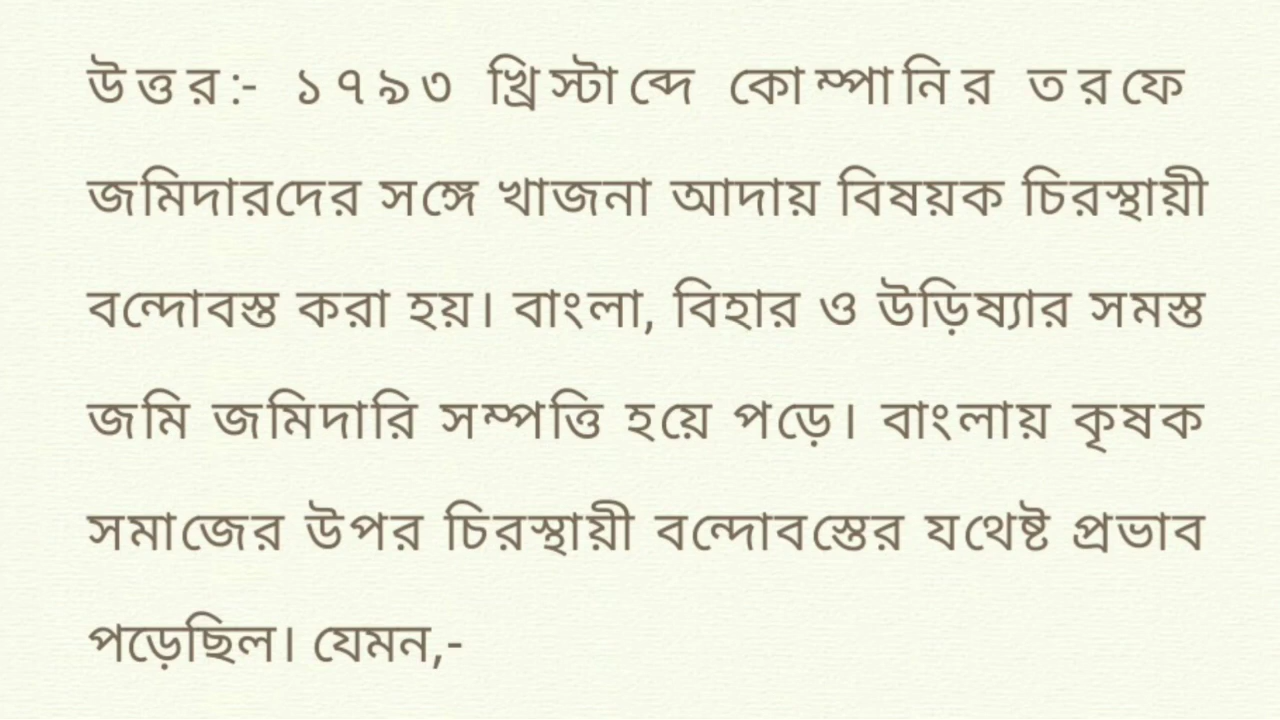 উত্তর:- ১৭৯৩ খ্রিস্টাব্দে কোম্পানির তরফে
জমিদারদের সঙ্গে খাজনা আদায় বিষয়ক চিরস্থায়ী
বন্দোবস্ত করা হয়। বাংলা, বিহার ও উড়িষ্যার সমস্ত
জমি জমিদারি সম্পত্তি হয়ে পড়ে। বাংলায় কৃষক
সমাজের উপর চিরস্থায়ী বন্দোবস্তের যথেষ্ট প্রভাব
পড়েছিল। যেমন,-